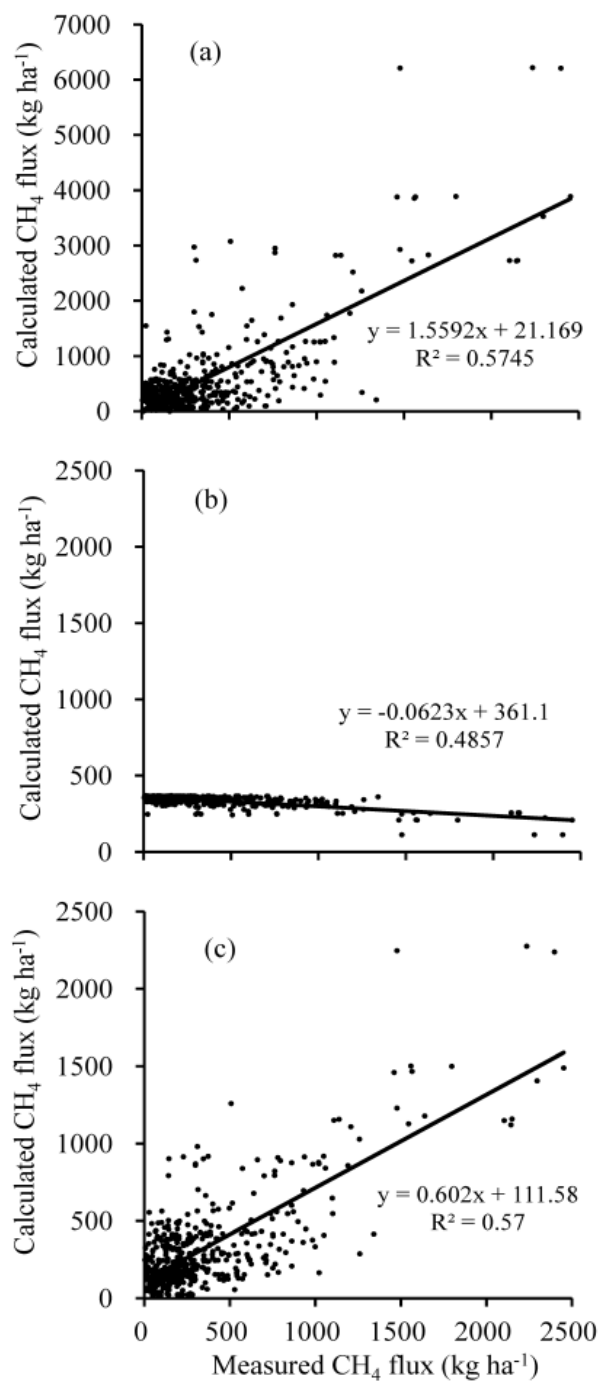 (a)
Calculated CH₄ flux (kg ha⁻¹)
7000
6000
5000
4000
3000
2000
1000
0
y = 1.5592x + 21.169
R² = 0.5745
(b)
Calculated CH₄ flux (kg ha⁻¹)
2500
2000
1500
1000
500
0
y = -0.0623x + 361.1
R² = 0.4857
(c)
Calculated CH₄ flux (kg ha⁻¹)
2500
2000
1500
1000
500
0
y = 0.602x + 111.58
R² = 0.57
0 500 1000 1500 2000 2500
Measured CH₄ flux (kg ha⁻¹)